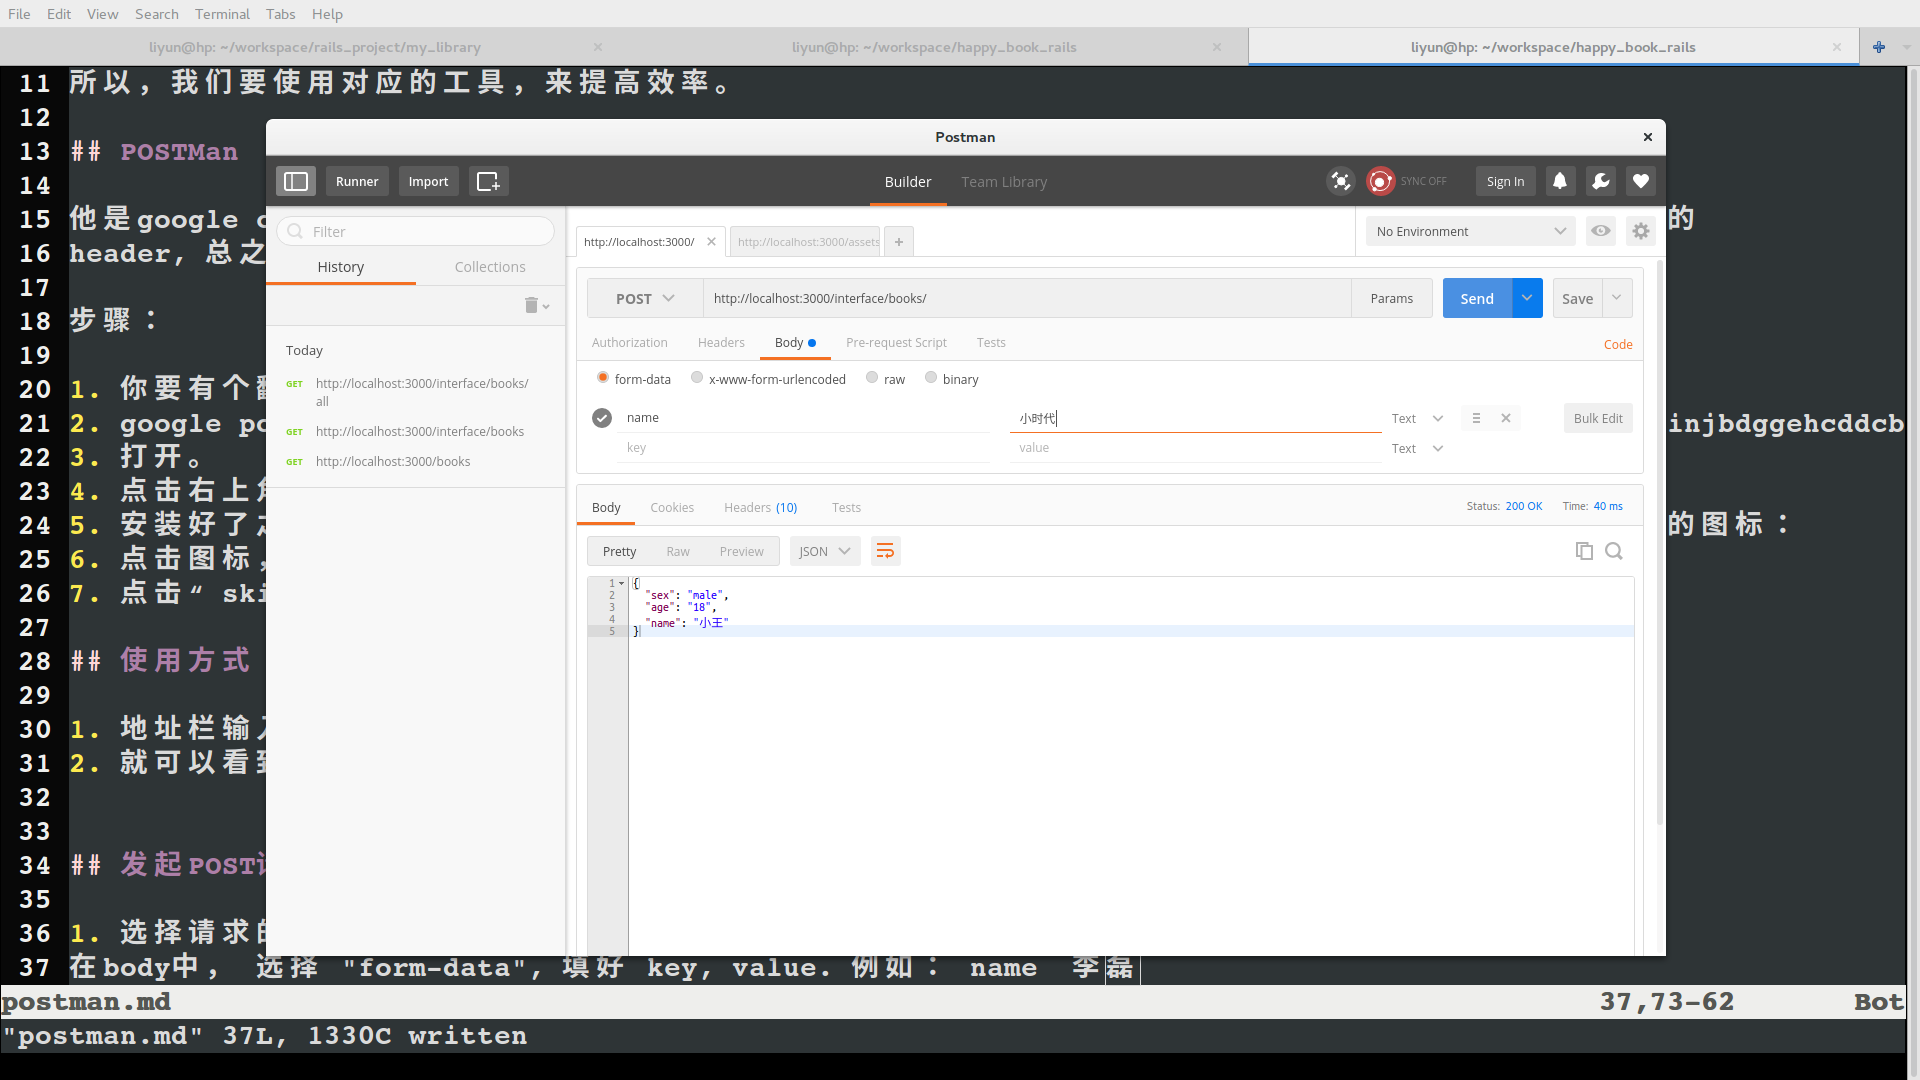 File Edit View Search Terminal Tabs Help
liyun@hp: ~/workspace/rails_project/my_library × liyun@hp: ~/workspace/happy_book_rails × liyun@hp: ~/workspace/happy_book_rails ×
11 所以，我们要使用对应的工具，来提高效率。
12
Postman
13 ## POSTMan
Runner Import Builder Team Library SYNC OFF Sign In
14
15 他是google 的
Filter
http://localhost:3000/ http://localhost:3000/assets +
No Environment
16 header, 总之
History Collections
17
18 步骤：
POST http://localhost:3000/interface/books/ Params Send Save
Authorization Headers Body Pre-request Script Tests Code
19
Today
20 1. 你要有个
form-data x-www-form-urlencoded raw binary
GET http://localhost:3000/interface/books/
all
21 2. google injbdggehcddcb
name 小时代 Text Bulk Edit
GET http://localhost:3000/interface/books
22 3. 打开。
key value Text
GET http://localhost:3000/books
23 4. 点击右上
24 5. 安装好了 的图标：
Body Cookies Headers (10) Tests Status: 200 OK Time: 40 ms
25 6. 点击图标，
Pretty Raw Preview JSON
26 7. 点击“ ski
1 {
2 "sex": "male",
3 "age": "18",
4 "name": "小王"
5 }
27
28 ## 使用方式
29
30 1. 地址栏输
31 2. 就可以看
32
33
34 ## 发起POST
35
36 1. 选择请求
37 在body中， 选择 "form-data", 填好 key, value. 例如： name 李磊
postman.md 37,73-62 Bot
"postman.md" 37L, 1330C written